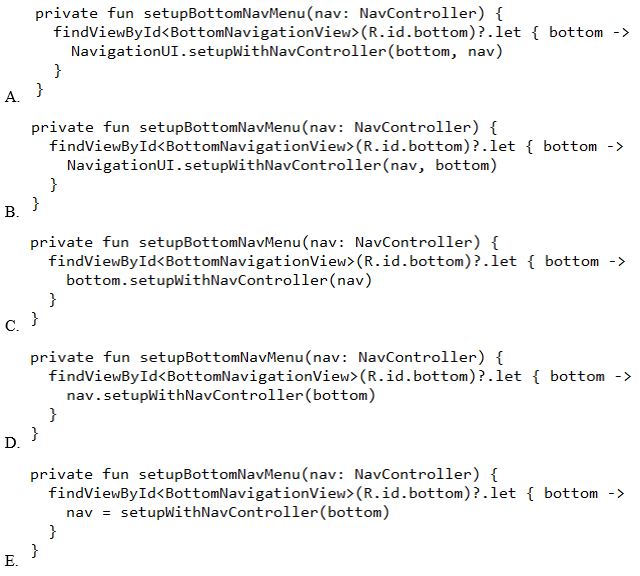 private fun setupBottomNavMenu(nav: NavController) {
findViewById<BottomNavigationView>(R.id.bottom)?.let { bottom ->
NavigationUI.setupWithNavController(bottom, nav)
}
A. }
private fun setupBottomNavMenu(nav: NavController) {
findViewById<BottomNavigationView>(R.id.bottom)?.let { bottom ->
NavigationUI.setupWithNavController(nav, bottom)
}
B. }
private fun setupBottomNavMenu(nav: NavController) {
findViewById<BottomNavigationView>(R.id.bottom)?.let { bottom ->
bottom.setupWithNavController(nav)
}
C. }
private fun setupBottomNavMenu(nav: NavController) {
findViewById<BottomNavigationView>(R.id.bottom)?.let { bottom ->
nav.setupWithNavController(bottom)
}
D. }
private fun setupBottomNavMenu(nav: NavController) {
findViewById<BottomNavigationView>(R.id.bottom)?.let { bottom ->
nav = setupWithNavController(bottom)
}
E. }